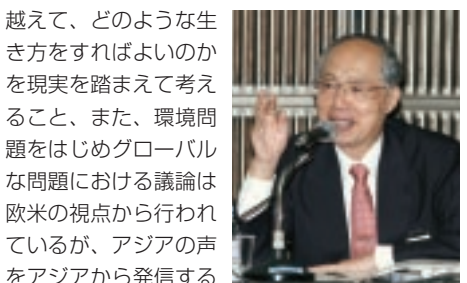 越えて、どのような生
き方をすればよいのか
を現実を踏まえて考え
ること、また、環境問
題をはじめグローバル
な問題における議論は
欧米の視点から行われ
ているが、アジアの声
をアジアから発信する